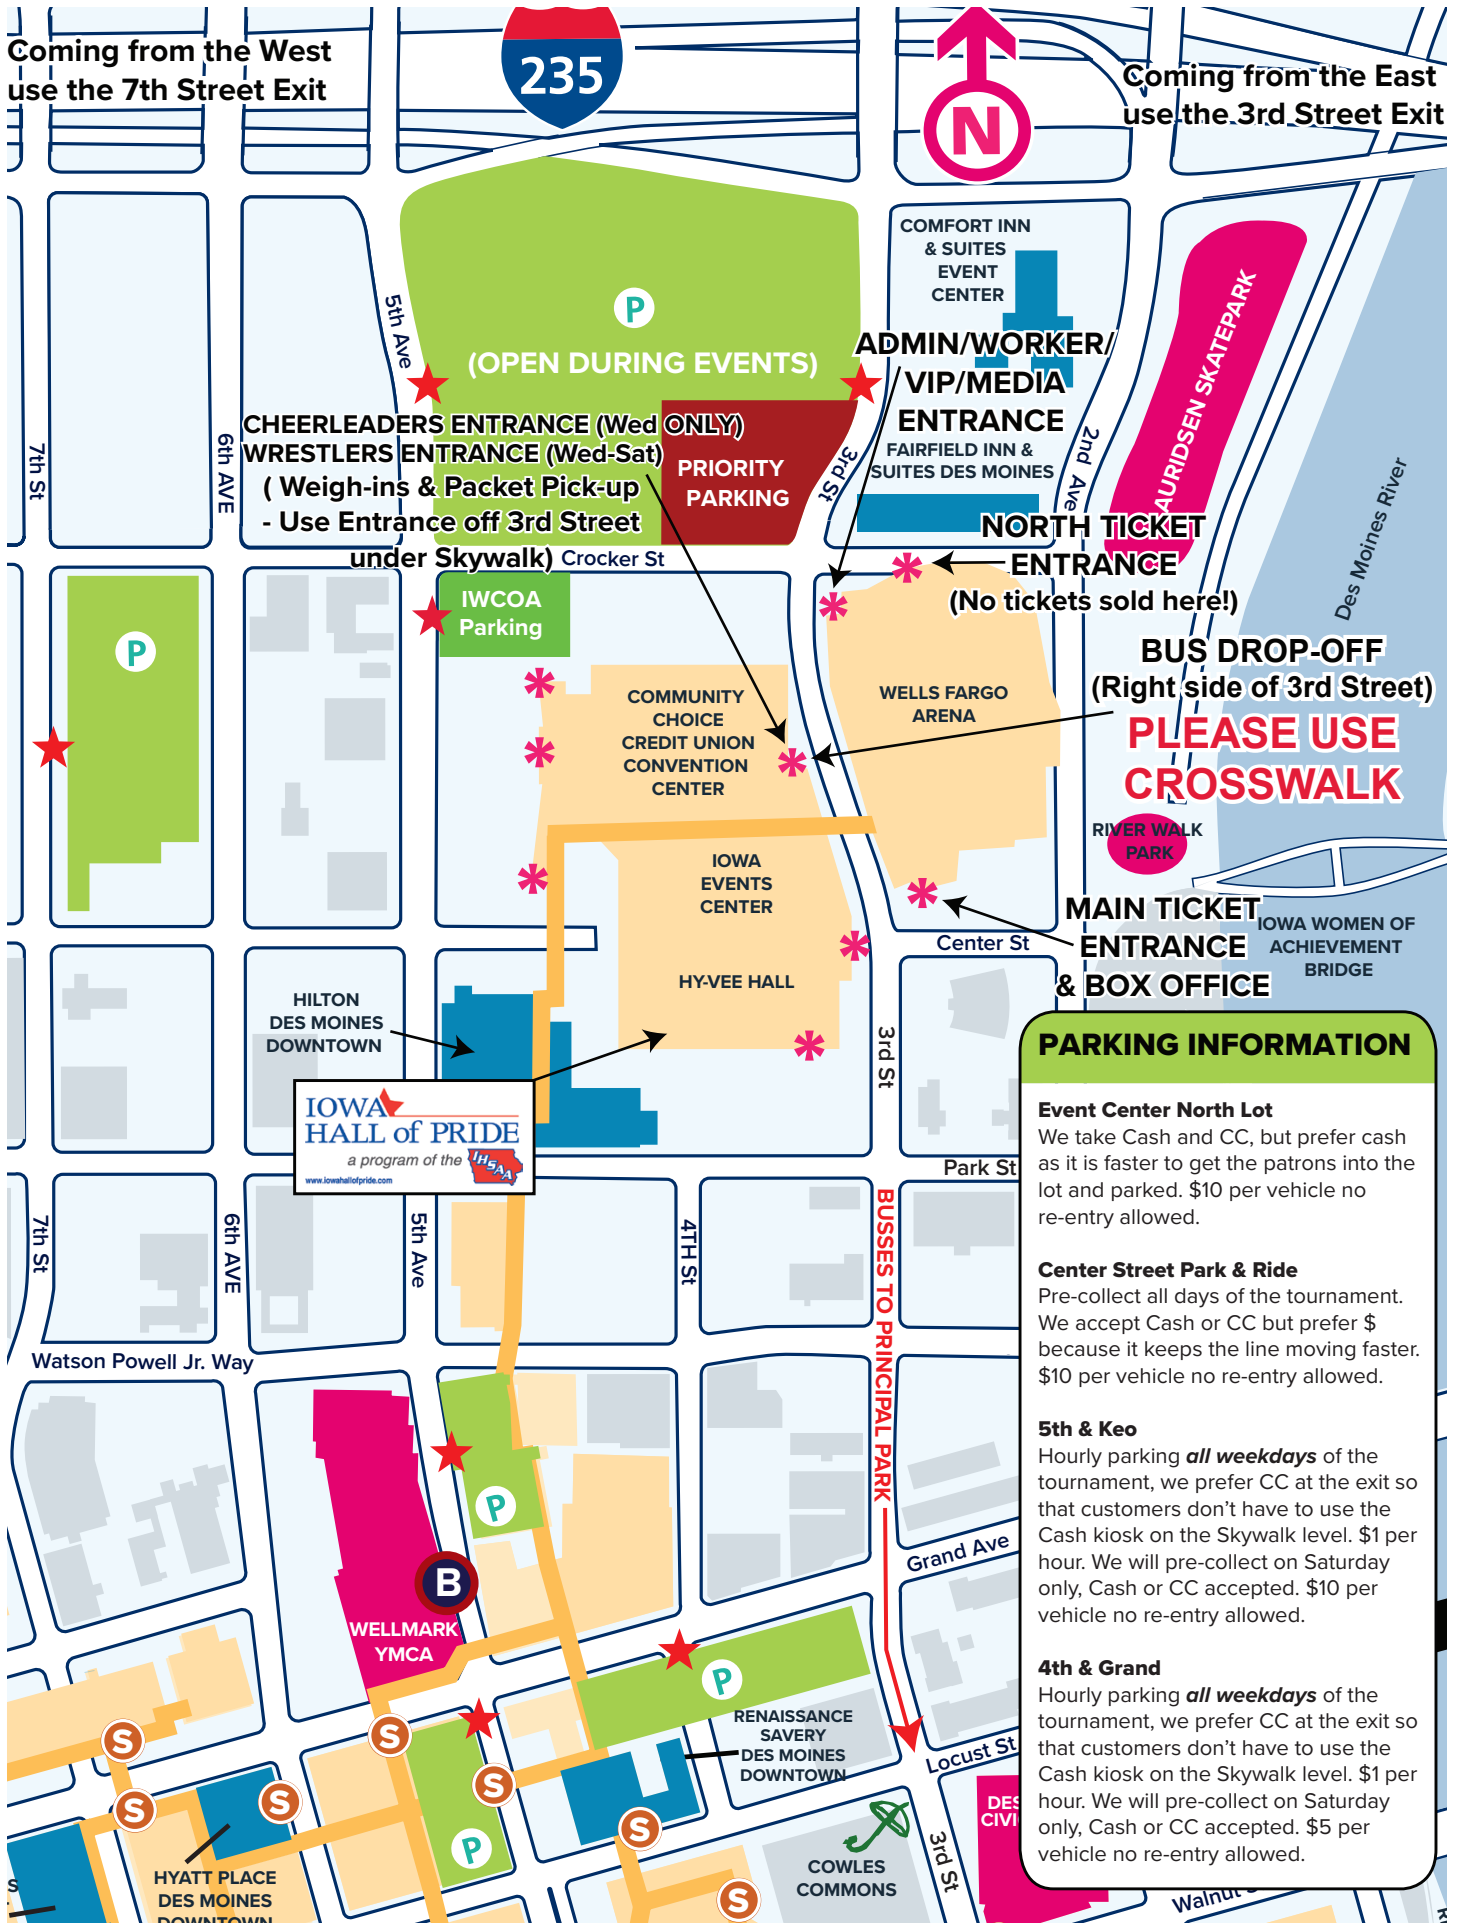 Coming from the West
use the 7th Street Exit
235
N
Coming from the East
use the 3rd Street Exit
COMFORT INN
& SUITES
EVENT
CENTER
5th Ave
P
(OPEN DURING EVENTS)
ADMIN/WORKER/
VIP/MEDIA
ENTRANCE
CHEERLEADERS ENTRANCE (Wed ONLY)
WRESTLERS ENTRANCE (Wed-Sat)
( Weigh-ins & Packet Pick-up
- Use Entrance off 3rd Street
under Skywalk)
PRIORITY
PARKING
3rd St
FAIRFIELD INN &
SUITES DES MOINES
2nd Ave
AURIDSEN SKATEPARK
Des Moines River
7th St
6th AVE
Crocker St
NORTH TICKET
ENTRANCE
(No tickets sold here!)
IWCOA
Parking
P
BUS DROP-OFF
(Right side of 3rd Street)
PLEASE USE
CROSSWALK
COMMUNITY
CHOICE
CREDIT UNION
CONVENTION
CENTER
WELLS FARGO
ARENA
RIVER WALK
PARK
IOWA
EVENTS
CENTER
MAIN TICKET
ENTRANCE
& BOX OFFICE
IOWA WOMEN OF
ACHIEVEMENT
BRIDGE
Center St
HY-VEE HALL
HILTON
DES MOINES
DOWNTOWN
3rd St
IOWA
HALL of PRIDE
a program of the
IHSAA
www.iowahallofpride.com
Park St
7th St
6th AVE
5th Ave
4TH St
BUSSES TO PRINCIPAL PARK
Watson Powell Jr. Way
P
B
WELLMARK
YMCA
Grand Ave
P
RENAISSANCE
SAVERY
DES MOINES
DOWNTOWN
Locust St
S
S
S
S
S
S
S
P
DES
CIVI
3rd St
COWLES
COMMONS
HYATT PLACE
DES MOINES
DOWNTOWN
S
Walnut
PARKING INFORMATION
Event Center North Lot
We take Cash and CC, but prefer cash
as it is faster to get the patrons into the
lot and parked. $10 per vehicle no
re-entry allowed.
Center Street Park & Ride
Pre-collect all days of the tournament.
We accept Cash or CC but prefer $
because it keeps the line moving faster.
$10 per vehicle no re-entry allowed.
5th & Keo
Hourly parking all weekdays of the
tournament, we prefer CC at the exit so
that customers don't have to use the
Cash kiosk on the Skywalk level. $1 per
hour. We will pre-collect on Saturday
only, Cash or CC accepted. $10 per
vehicle no re-entry allowed.
4th & Grand
Hourly parking all weekdays of the
tournament, we prefer CC at the exit so
that customers don't have to use the
Cash kiosk on the Skywalk level. $1 per
hour. We will pre-collect on Saturday
only, Cash or CC accepted. $5 per
vehicle no re-entry allowed.